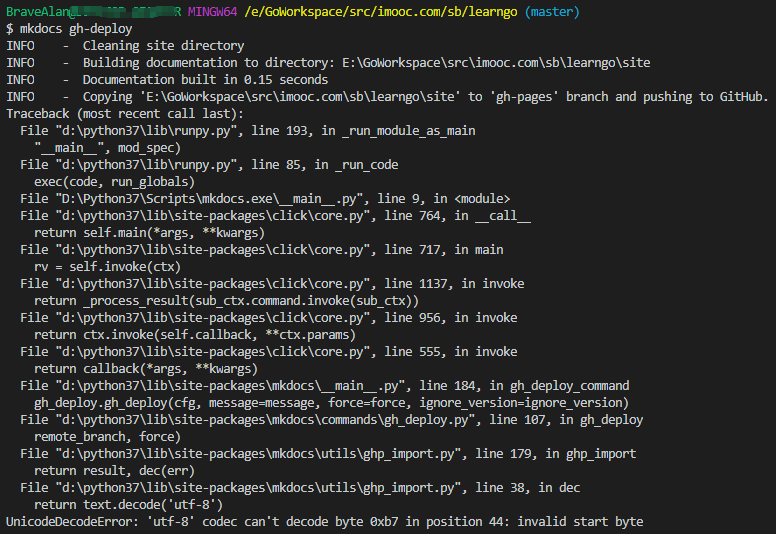 BraveAlan@ R MINGW64 /e/GoWorkspace/src/imooc.com/sb/learngo (master)
$ mkdocs gh-deploy
INFO    -  Cleaning site directory
INFO    -  Building documentation to directory: E:\GoWorkspace\src\imooc.com\sb\learngo\site
INFO    -  Documentation built in 0.15 seconds
INFO    -  Copying 'E:\GoWorkspace\src\imooc.com\sb\learngo\site' to 'gh-pages' branch and pushing to GitHub.
Traceback (most recent call last):
  File "d:\python37\lib\runpy.py", line 193, in _run_module_as_main
    "__main__", mod_spec)
  File "d:\python37\lib\runpy.py", line 85, in _run_code
    exec(code, run_globals)
  File "D:\Python37\Scripts\mkdocs.exe\__main__.py", line 9, in <module>
  File "d:\python37\lib\site-packages\click\core.py", line 764, in __call__
    return self.main(*args, **kwargs)
  File "d:\python37\lib\site-packages\click\core.py", line 717, in main
    rv = self.invoke(ctx)
  File "d:\python37\lib\site-packages\click\core.py", line 1137, in invoke
    return _process_result(sub_ctx.command.invoke(sub_ctx))
  File "d:\python37\lib\site-packages\click\core.py", line 956, in invoke
    return ctx.invoke(self.callback, **ctx.params)
  File "d:\python37\lib\site-packages\click\core.py", line 555, in invoke
    return callback(*args, **kwargs)
  File "d:\python37\lib\site-packages\mkdocs\__main__.py", line 184, in gh_deploy_command
    gh_deploy.gh_deploy(cfg, message=message, force=force, ignore_version=ignore_version)
  File "d:\python37\lib\site-packages\mkdocs\commands\gh_deploy.py", line 107, in gh_deploy
    remote_branch, force)
  File "d:\python37\lib\site-packages\mkdocs\utils\ghp_import.py", line 179, in ghp_import
    return result, dec(err)
  File "d:\python37\lib\site-packages\mkdocs\utils\ghp_import.py", line 38, in dec
    return text.decode('utf-8')
UnicodeDecodeError: 'utf-8' codec can't decode byte 0xb7 in position 44: invalid start byte